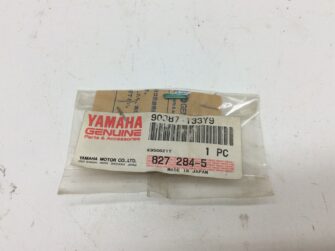 90387-133Y9
YAMAHA
GENUINE
Parts & Accessories
1 PC
YAMAHA MOTOR CO., LTD.
827 284-5
MADE IN JAPAN